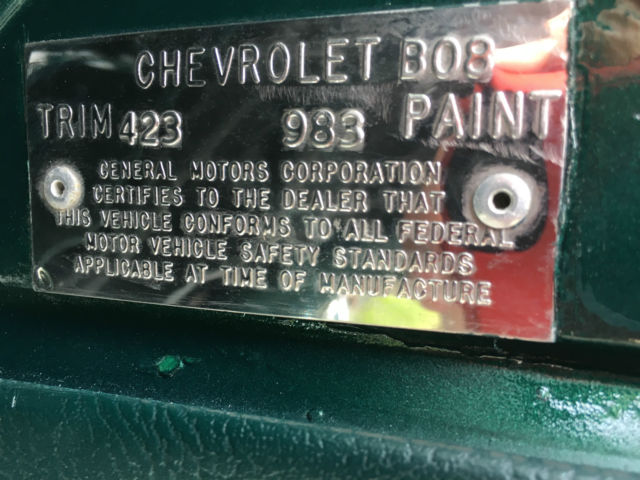 CHEVROLET BOB
TRIM 423 983 PAINT
GENERAL MOTORS CORPORATION
CERTIFIES TO THE DEALER THAT
THIS VEHICLE CONFORMS TO ALL FEDERAL
MOTOR VEHICLE SAFETY STANDARDS
APPLICABLE AT TIME OF MANUFACTURE